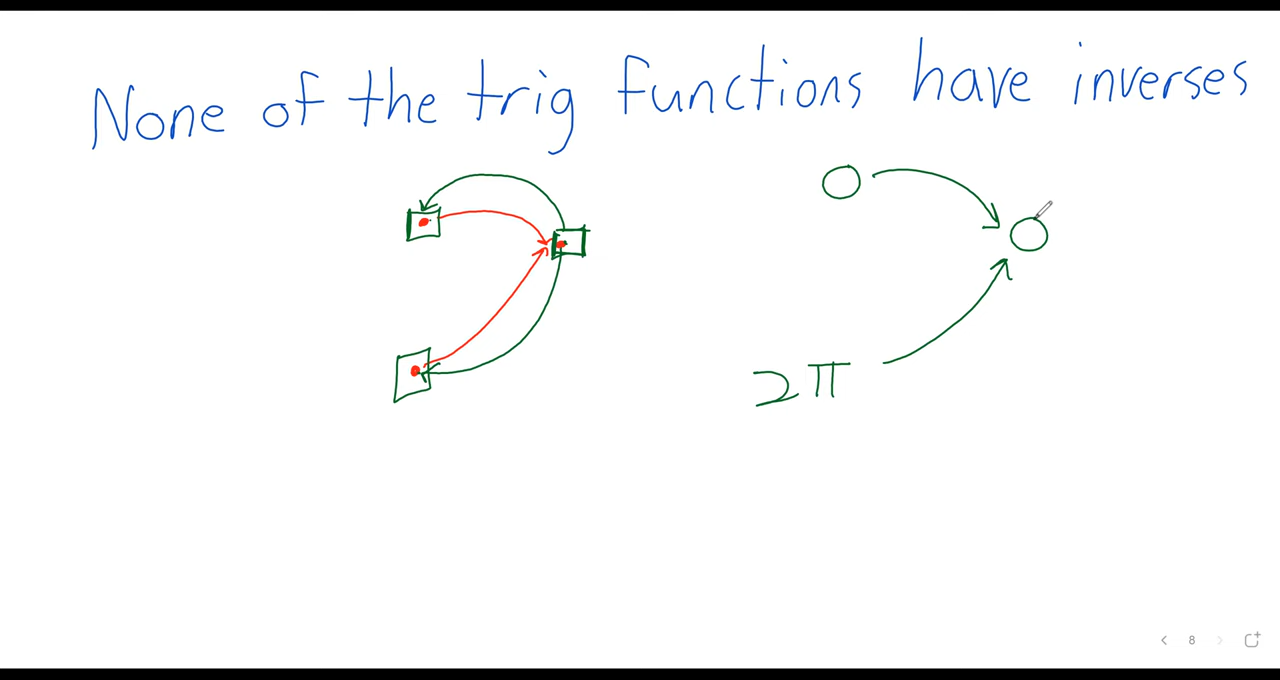 None of the trig functions have inverses
0
0
2π
8